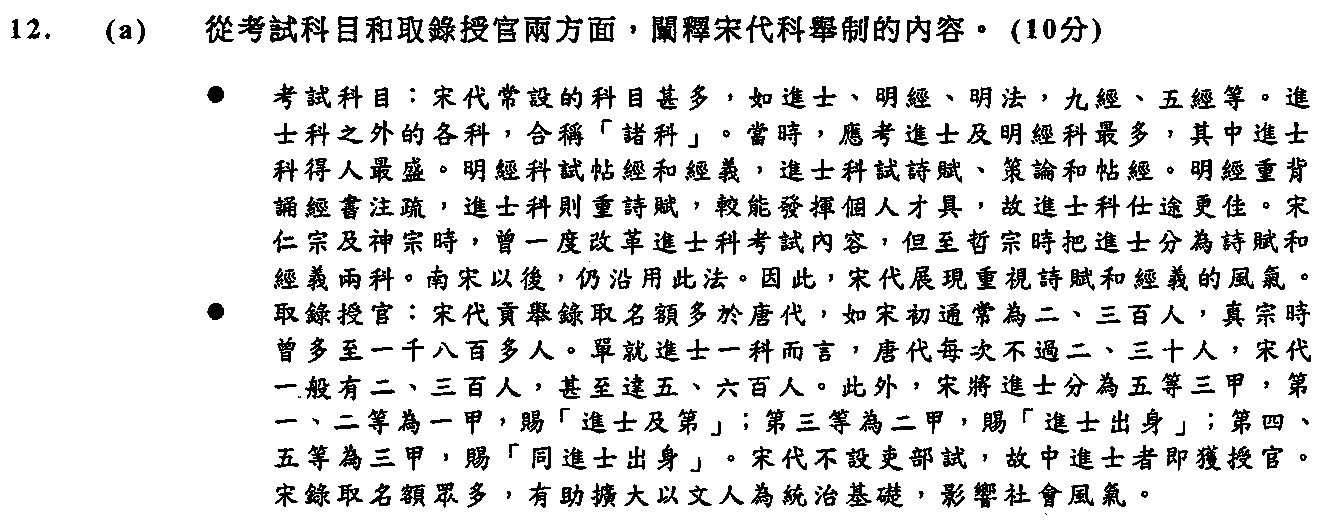 12. (a) 從考試科目和取錄授官兩方面，闡釋宋代科舉制的內容。(10分)
● 考試科目：宋代常設的科目甚多，如進士、明經、明法，九經、五經等。進
士科之外的各科，合稱「諸科」。當時，應考進士及明經科最多，其中進士
科得人最盛。明經科試帖經和經義，進士科試詩賦、策論和帖經。明經重背
誦經書注疏，進士科則重詩賦，較能發揮個人才具，故進士科仕途更佳。宋
仁宗及神宗時，曾一度改革進士科考試內容，但至哲宗時把進士分為詩賦和
經義兩科。南宋以後，仍沿用此法。因此，宋代展現重視詩賦和經義的風氣。
● 取錄授官：宋代貢舉錄取名額多於唐代，如宋初通常為二、三百人，真宗時
曾多至一千八百多人。單就進士一科而言，唐代每次不過二、三十人，宋代
一般有二、三百人，甚至達五、六百人。此外，宋將進士分為五等三甲，第
一、二等為一甲，賜「進士及第」；第三等為二甲，賜「進士出身」；第四、
五等為三甲，賜「同進士出身」。宋代不設吏部試，故中進士者即獲授官。
宋錄取名額眾多，有助擴大以文人為統治基礎，影響社會風氣。